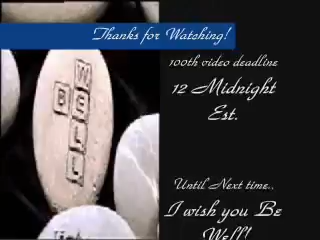 Thanks for Watching!
100th video deadline
12 Midnight
Est.
BE
WELL
Until Next time..
I wish you Be
Well!